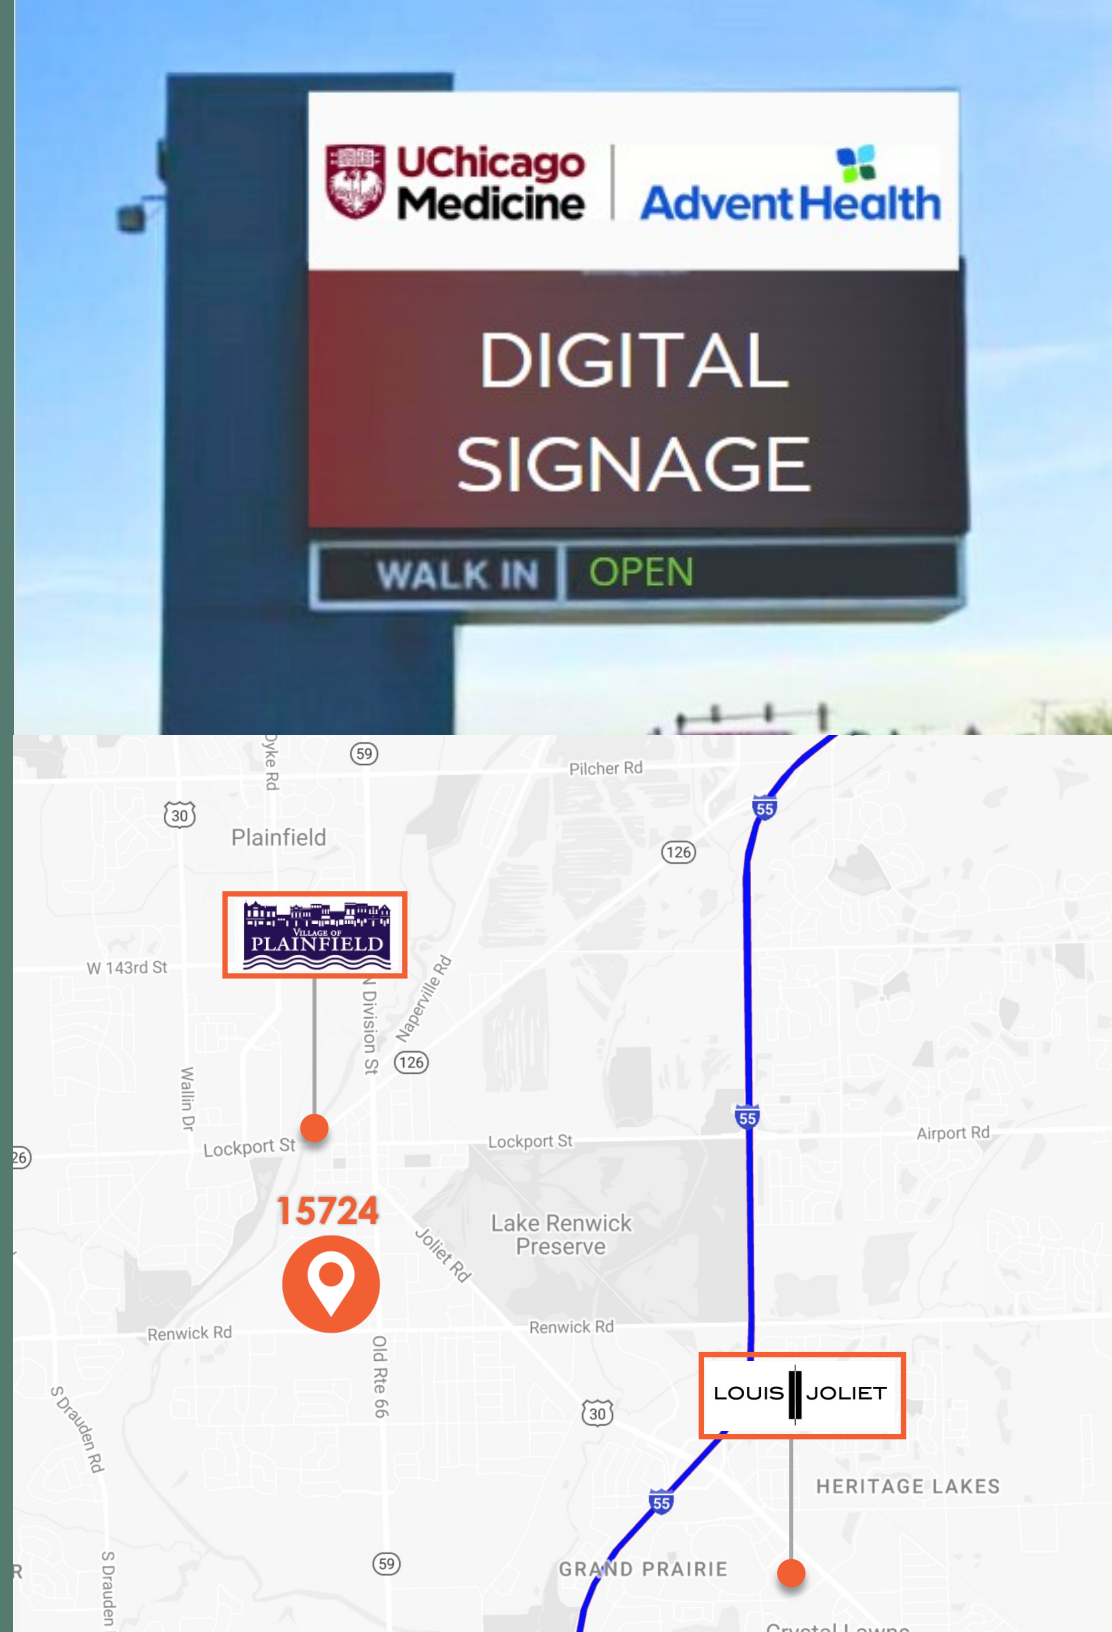 UChicago
Medicine
AdventHealth
DIGITAL
SIGNAGE
WALK IN
OPEN
Dyke Rd
59
Pilcher Rd
55
30
Plainfield
126
VILLAGE OF
PLAINFIELD
W 143rd St
N Division St
Naperville Rd
126
Wallin Dr
55
Lockport St
Lockport St
Airport Rd
26
15724
Lake Renwick
Preserve
Joliet Rd
Renwick Rd
Renwick Rd
Old Rte 66
LOUIS JOLIET
S Drauden Rd
30
HERITAGE LAKES
55
59
GRAND PRAIRIE
R
S Drauden
Crystal Lawns